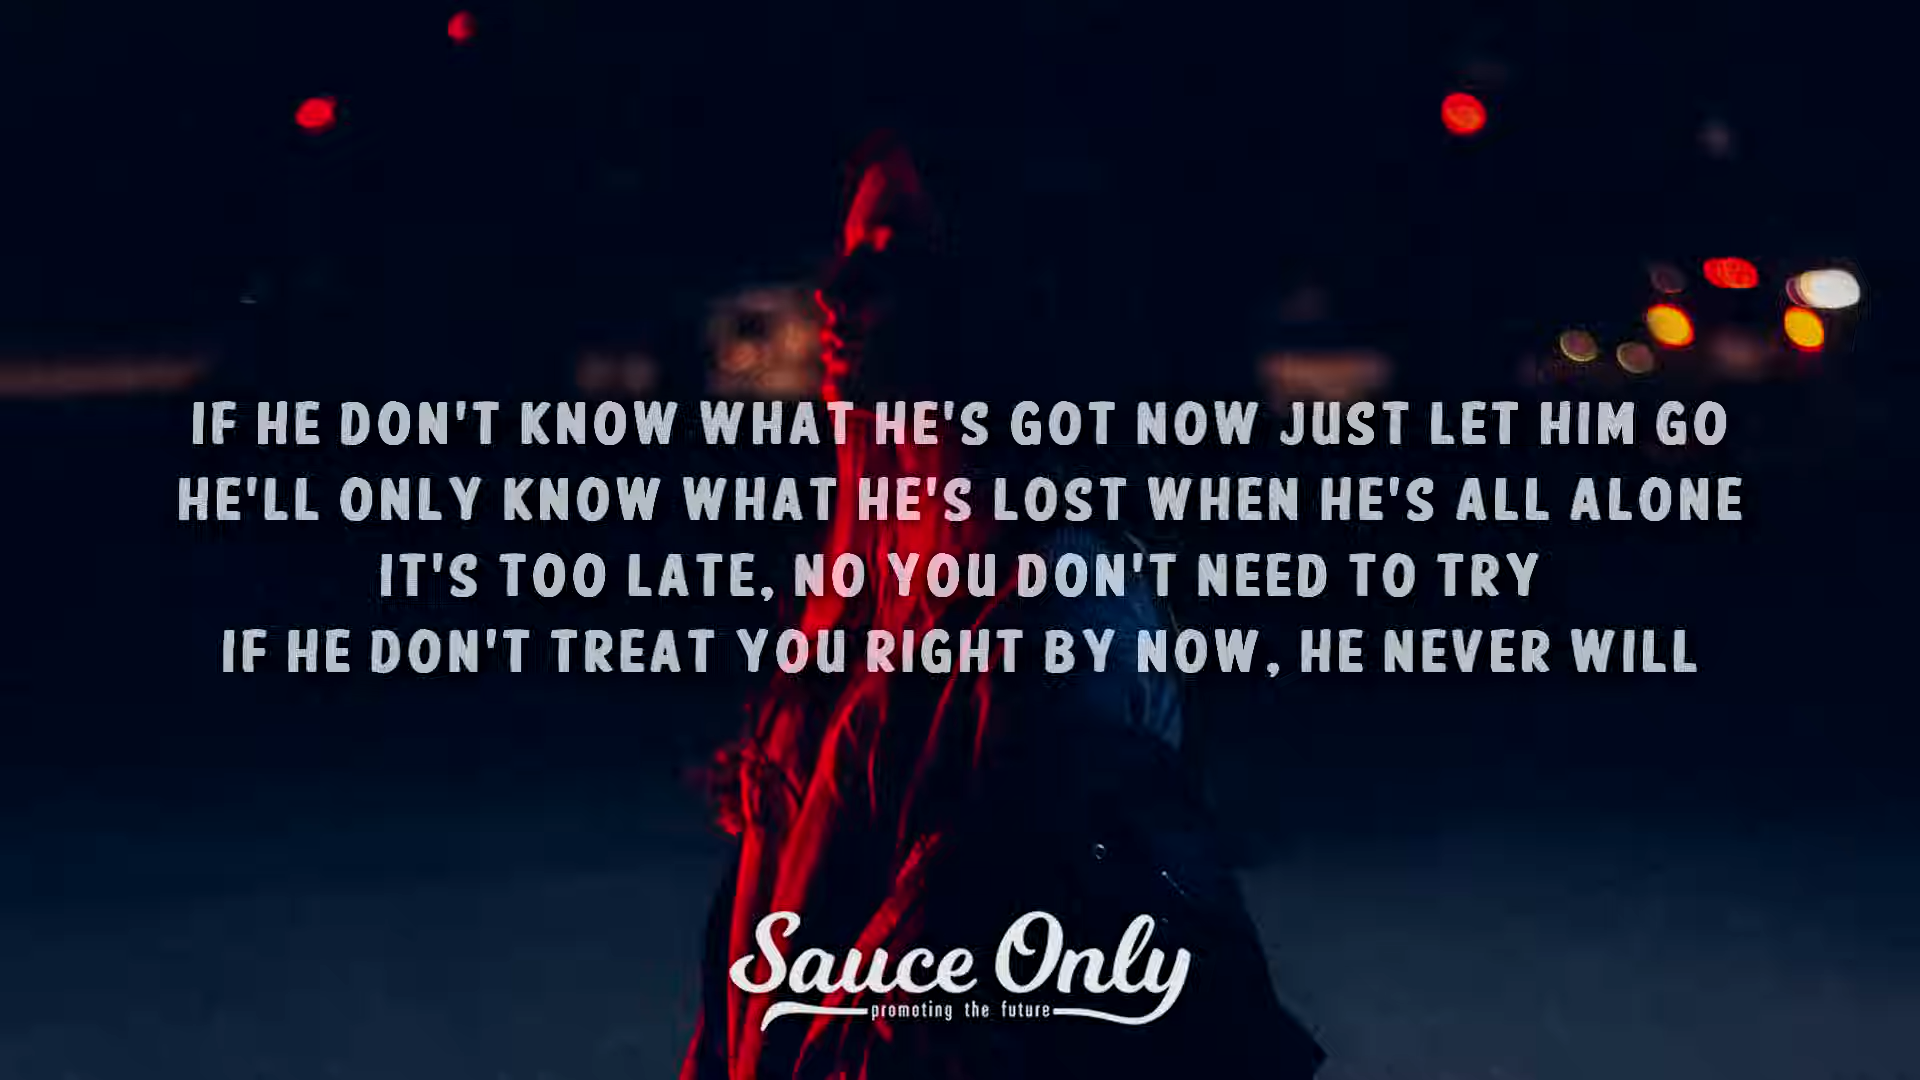 IF HE DON'T KNOW WHAT HE'S GOT NOW JUST LET HIM GO
HE'LL ONLY KNOW WHAT HE'S LOST WHEN HE'S ALL ALONE
IT'S TOO LATE, NO YOU DON'T NEED TO TRY
IF HE DON'T TREAT YOU RIGHT BY NOW, HE NEVER WILL
Sauce Only
promoting the future